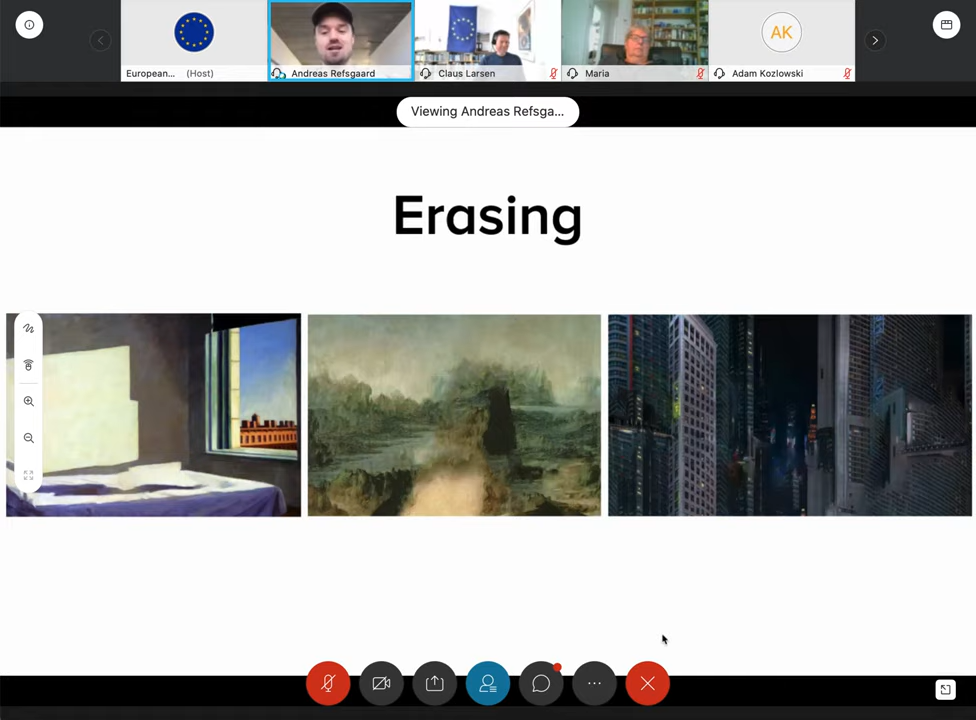 European... (Host)
Andreas Refsgaard
Claus Larsen
Maria
AK
Adam Kozlowski
Viewing Andreas Refsga...
Erasing